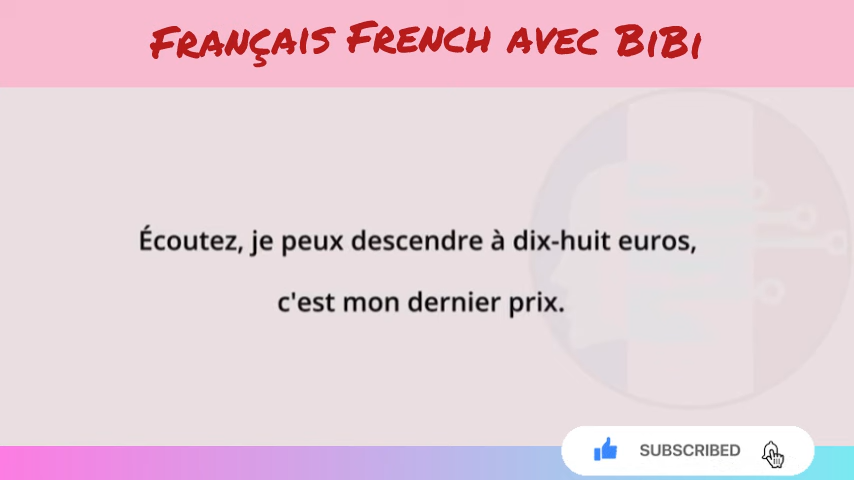 Français French avec BiBi
Écoutez, je peux descendre à dix-huit euros,
c'est mon dernier prix.
SUBSCRIBED